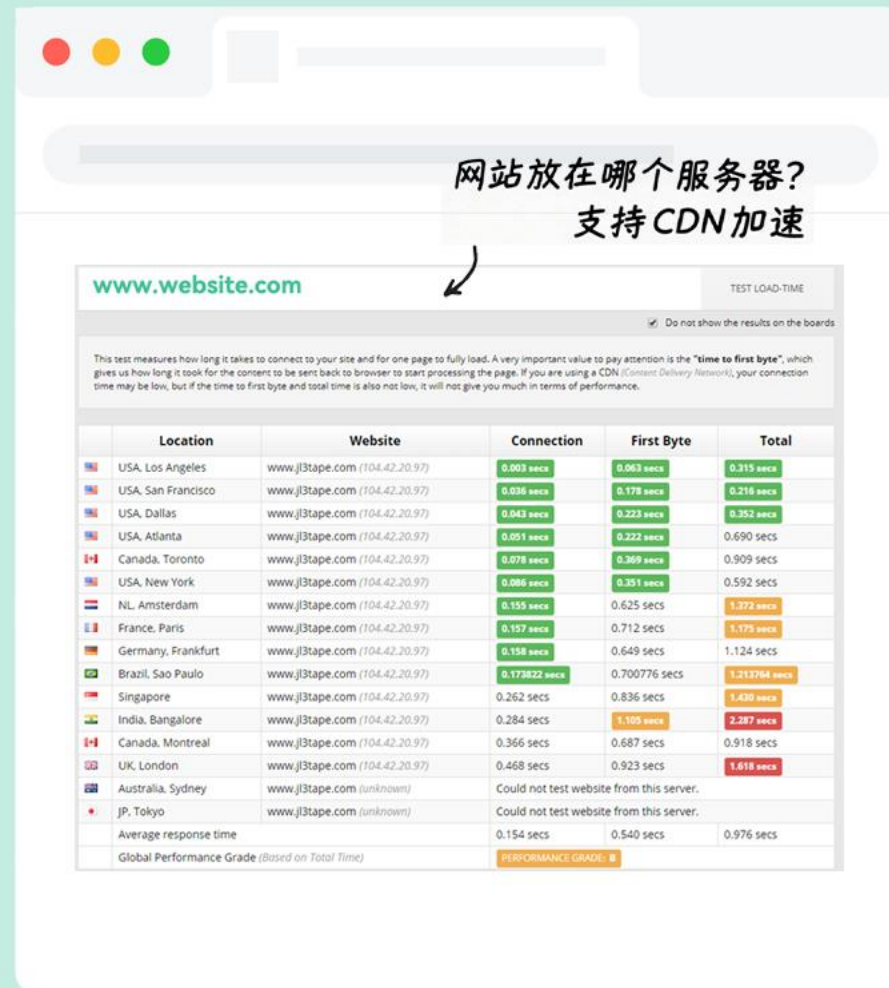 网站放在哪个服务器?
支持CDN加速
www.website.com
TEST LOAD-TIME
Do not show the results on the boards
This test measures how long it takes to connect to your site and for one page to fully load. A very important value to pay attention is the "time to first byte", which
gives us how long it took for the content to be sent back to browser to start processing the page. If you are using a CDN (Content Delivery Network), your connection
time may be low, but if the time to first byte and total time is also not low, it will not give you much in terms of performance.
Location Website Connection First Byte Total
USA, Los Angeles www.jl3tape.com (104.42.20.97) 0.003 secs 0.063 secs 0.315 secs
USA, San Francisco www.jl3tape.com (104.42.20.97) 0.036 secs 0.178 secs 0.216 secs
USA, Dallas www.jl3tape.com (104.42.20.97) 0.043 secs 0.223 secs 0.352 secs
USA, Atlanta www.jl3tape.com (104.42.20.97) 0.051 secs 0.222 secs 0.690 secs
Canada, Toronto www.jl3tape.com (104.42.20.97) 0.078 secs 0.369 secs 0.909 secs
USA, New York www.jl3tape.com (104.42.20.97) 0.086 secs 0.351 secs 0.592 secs
NL, Amsterdam www.jl3tape.com (104.42.20.97) 0.155 secs 0.625 secs 1.372 secs
France, Paris www.jl3tape.com (104.42.20.97) 0.157 secs 0.712 secs 1.175 secs
Germany, Frankfurt www.jl3tape.com (104.42.20.97) 0.158 secs 0.649 secs 1.124 secs
Brazil, Sao Paulo www.jl3tape.com (104.42.20.97) 0.173822 secs 0.700776 secs 1.213764 secs
Singapore www.jl3tape.com (104.42.20.97) 0.262 secs 0.836 secs 1.430 secs
India, Bangalore www.jl3tape.com (104.42.20.97) 0.284 secs 1.105 secs 2.287 secs
Canada, Montreal www.jl3tape.com (104.42.20.97) 0.366 secs 0.687 secs 0.918 secs
UK, London www.jl3tape.com (104.42.20.97) 0.468 secs 0.923 secs 1.618 secs
Australia, Sydney www.jl3tape.com (unknown) Could not test website from this server.
JP, Tokyo www.jl3tape.com (unknown) Could not test website from this server.
Average response time 0.154 secs 0.540 secs 0.976 secs
Global Performance Grade (Based on Total Time) PERFORMANCE GRADE: B